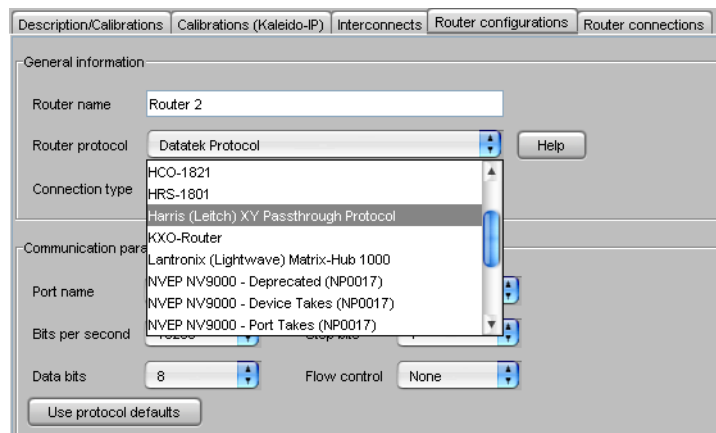 Description/Calibrations Calibrations (Kaleido-IP) Interconnects Router configurations Router connections
General information
Router name Router 2
Router protocol Datatek Protocol Help
HCO-1821
Connection type
HRS-1801
Harris (Leitch) XY Passthrough Protocol
KXO-Router
Communication para
Lantronix (Lightwave) Matrix-Hub 1000
NVEP NV9000 - Deprecated (NP0017)
Port name
NVEP NV9000 - Device Takes (NP0017)
NVEP NV9000 - Port Takes (NP0017)
Bits per second
Data bits 8 Flow control None
Use protocol defaults